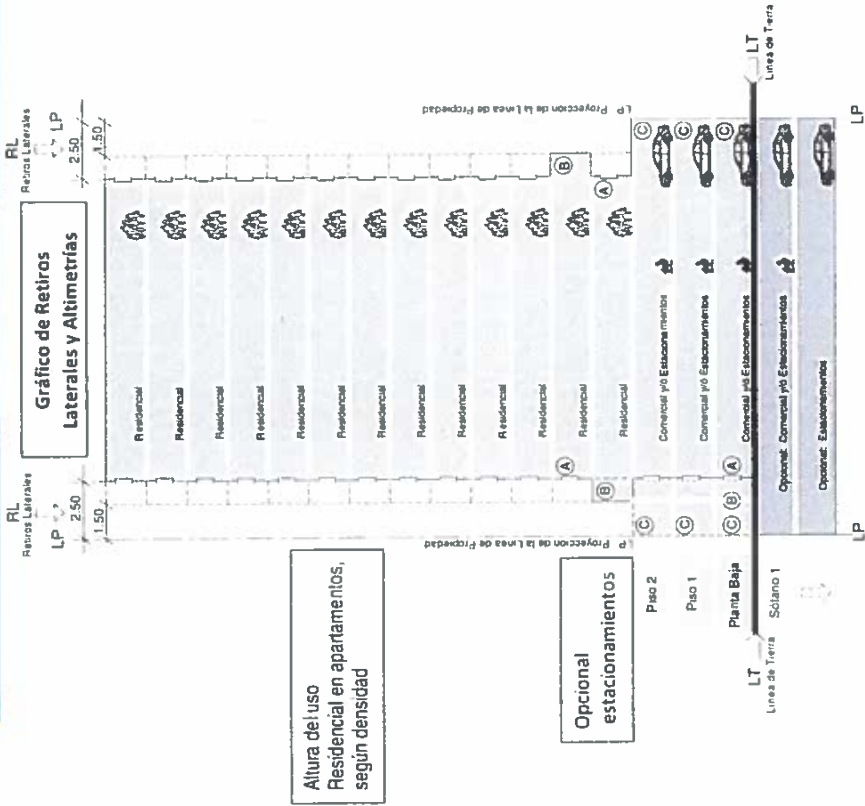 Gráfico de Retiros
Laterales y Altimetrías
RL
Retiros Laterales
LP
2.50
1.50
RL
Retiros Laterales
LP
2.50
1.50
Altura del uso
Residencial en apartamentos,
según densidad
Opcional
estacionamientos
LP Proyección de la Línea de Propiedad
LP Proyección de la Línea de Propiedad
Residencial
Residencial
Residencial
Residencial
Residencial
Residencial
Residencial
Residencial
Residencial
Residencial
Residencial
Residencial
Residencial
A
B
B
A
Piso 2
C
Comercial y/ó Estacionamientos
C
Piso 1
C
Comercial y/ó Estacionamientos
C
Planta Baja
C
B
A
Comercial y/ó Estacionamientos
C
LT
Línea de Tierra
LT
Línea de Tierra
Sótano 1
Opcional: Comercial y/ó Estacionamientos
Opcional: Estacionamientos
LP
LP